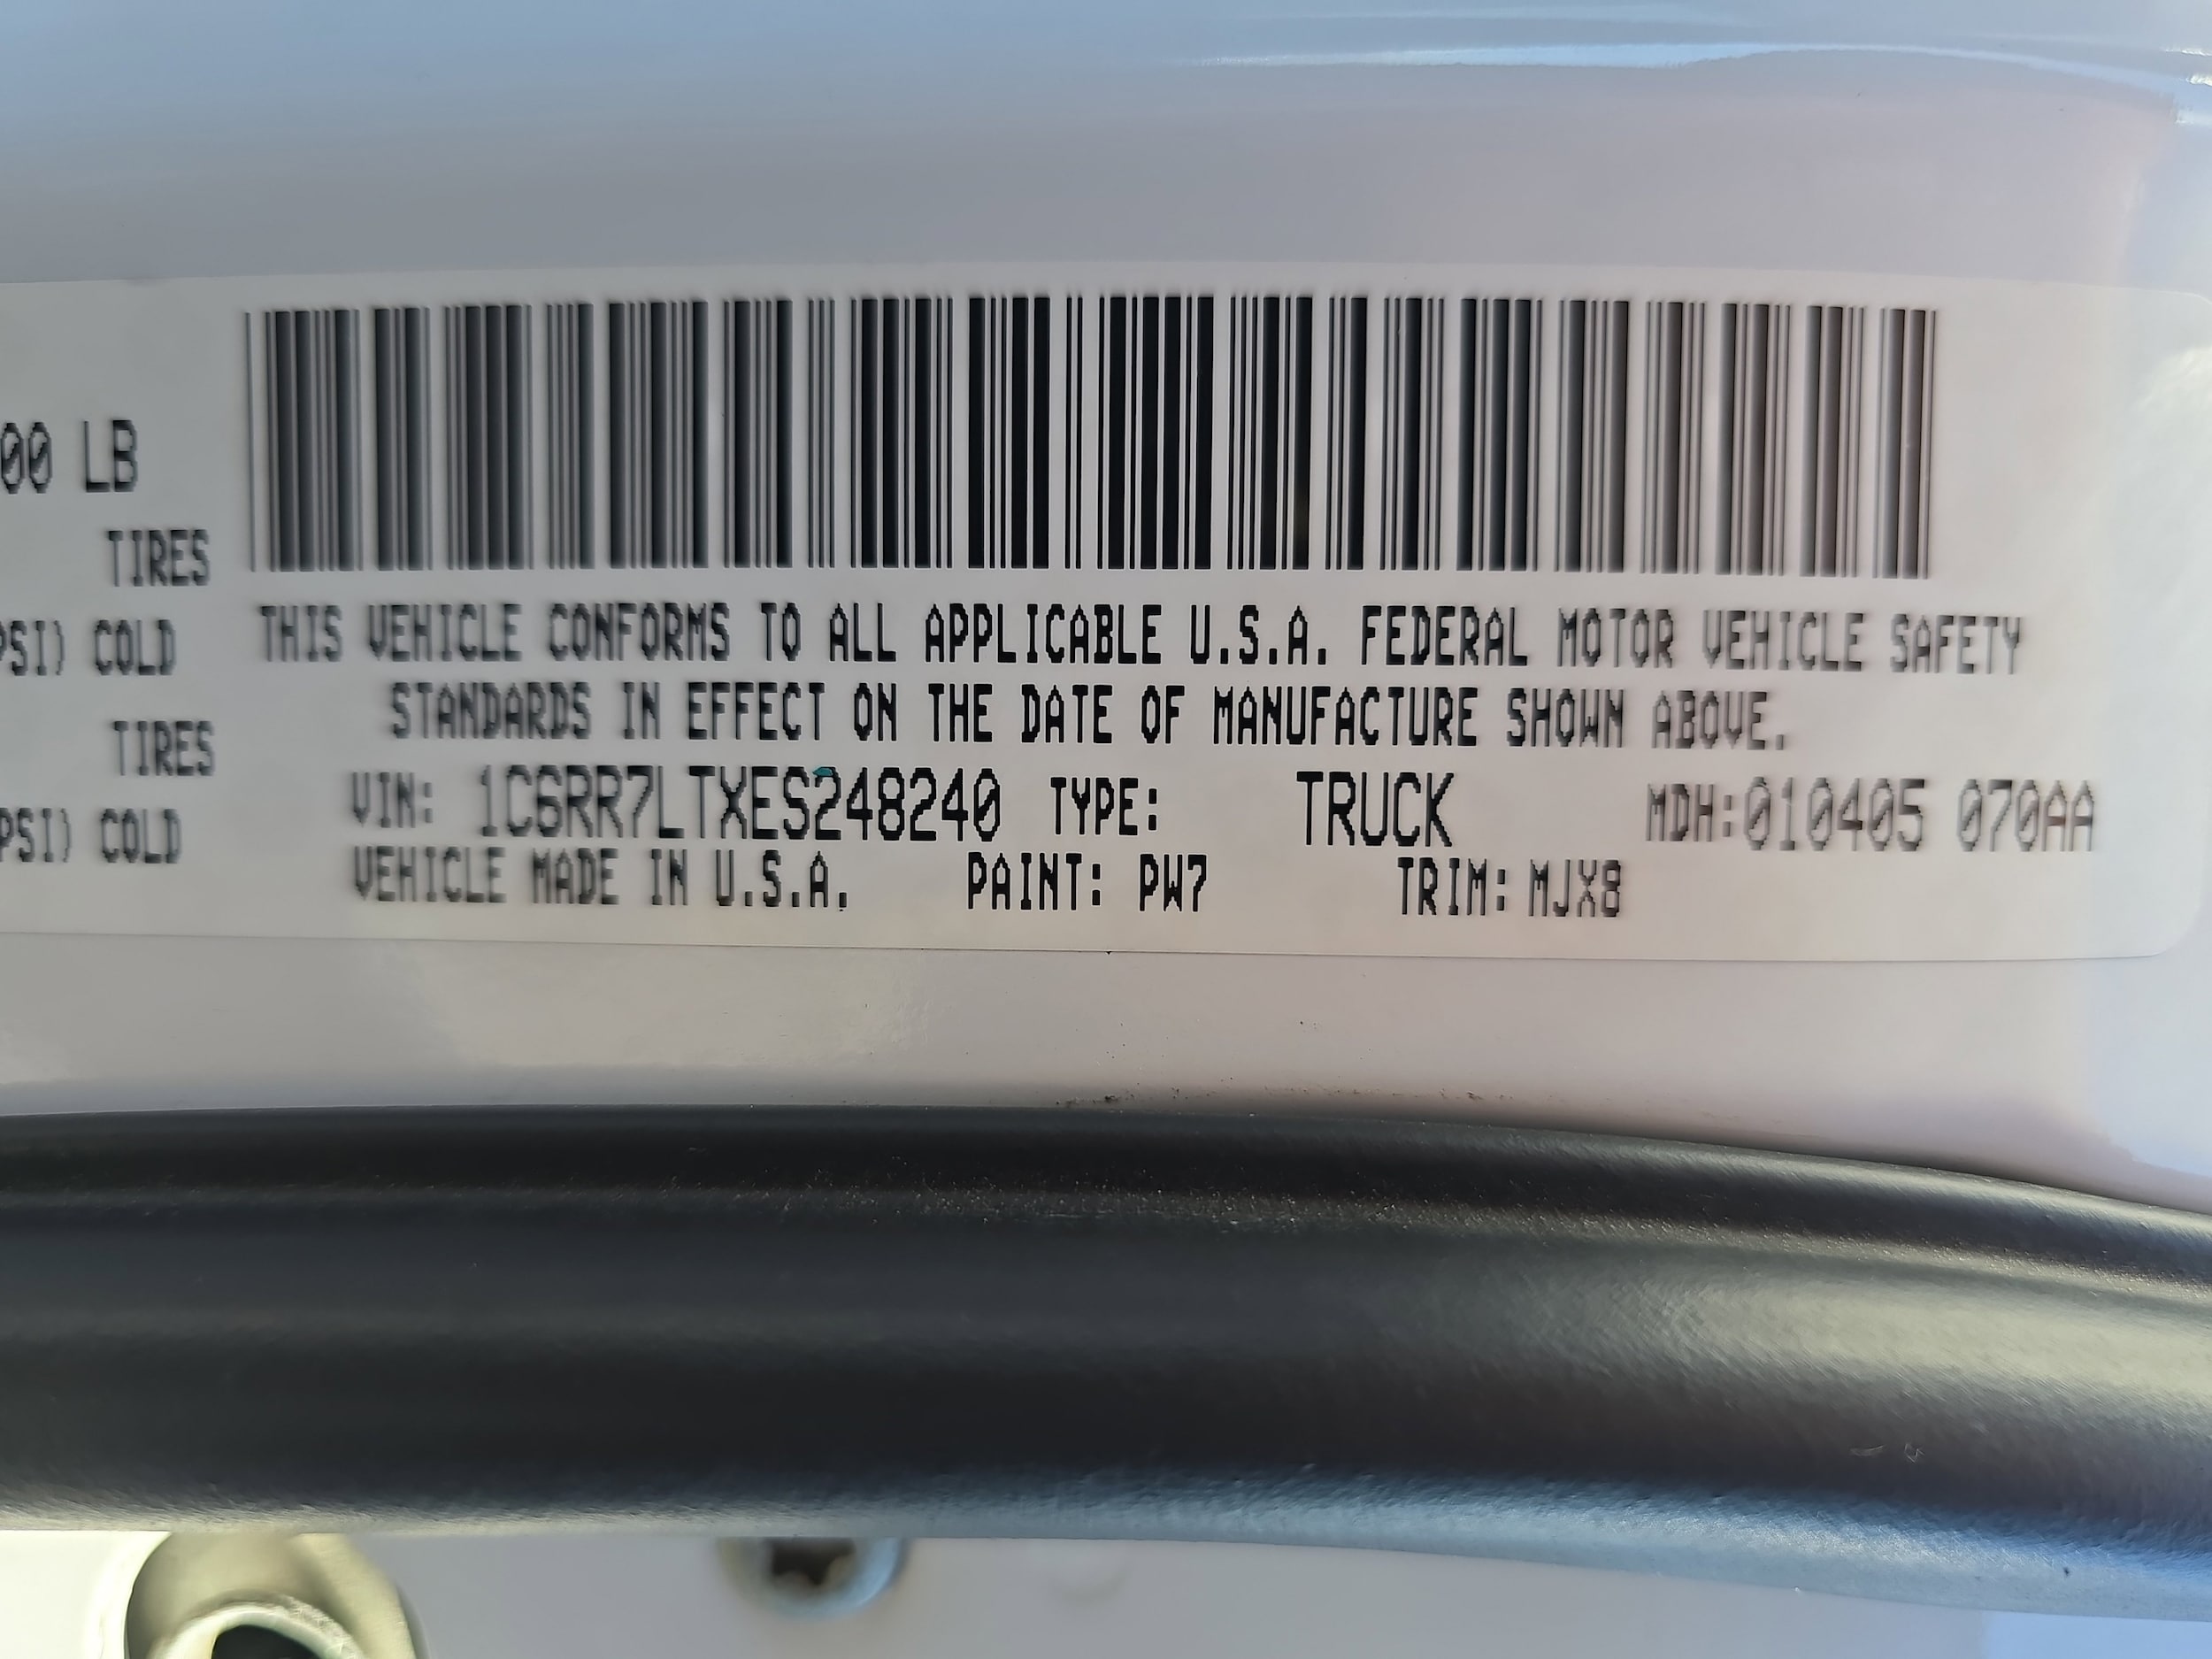 00 LB
TIRES
PSI) COLD
TIRES
PSI) COLD
THIS VEHICLE CONFORMS TO ALL APPLICABLE U.S.A. FEDERAL MOTOR VEHICLE SAFETY
STANDARDS IN EFFECT ON THE DATE OF MANUFACTURE SHOWN ABOVE.
VIN: 1C6RR7LTXES248240 TYPE: TRUCK MDH:010405 070AA
VEHICLE MADE IN U.S.A. PAINT: PW7 TRIM: MJX8